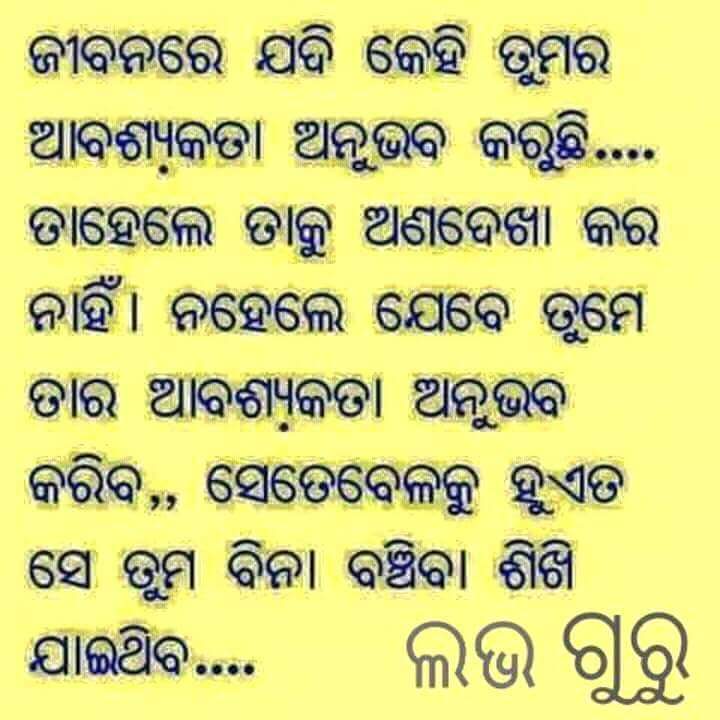 ଜୀବନରେ ଯଦି କେହି ତୁମର
ଆବଶ୍ୟକତା ଅନୁଭବ କରୁଛି....
ତାହେଲେ ତାକୁ ଅଣଦେଖା କର
ନାହିଁ। ନହେଲେ ଯେବେ ତୁମେ
ତାର ଆବଶ୍ୟକତା ଅନୁଭବ
କରିବ,, ସେତେବେଳକୁ ହୁଏତ
ସେ ତୁମ ବିନା ବଞ୍ଚିବା ଶିଖି
ଯାଇଥିବ....
ଲଭ ଗୁରୁ